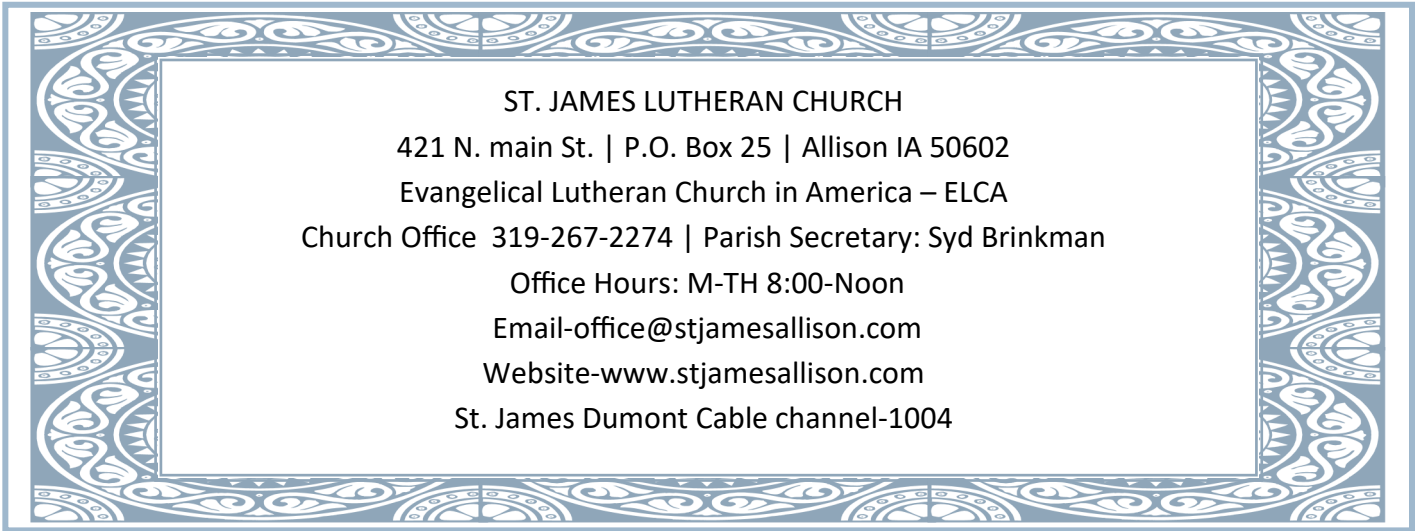 ST. JAMES LUTHERAN CHURCH
421 N. main St. | P.O. Box 25 | Allison IA 50602
Evangelical Lutheran Church in America – ELCA
Church Office  319-267-2274 | Parish Secretary: Syd Brinkman
Office Hours: M-TH 8:00-Noon
Email-office@stjamesallison.com
Website-www.stjamesallison.com
St. James Dumont Cable channel-1004